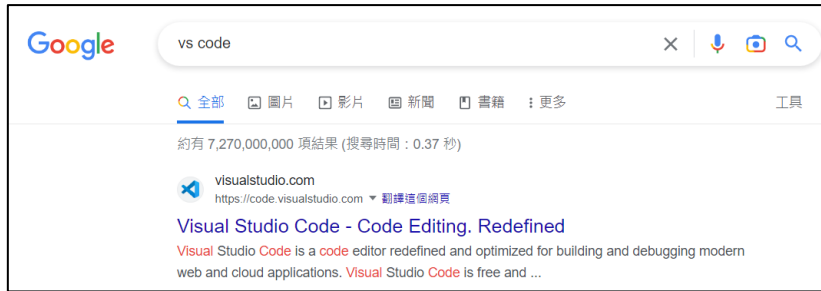 Google
vs code
全部 圖片 影片 新聞 書籍 更多 工具
約有 7,270,000,000 項結果 (搜尋時間：0.37 秒)
visualstudio.com
https://code.visualstudio.com 翻譯這個網頁
Visual Studio Code - Code Editing. Redefined
Visual Studio Code is a code editor redefined and optimized for building and debugging modern
web and cloud applications. Visual Studio Code is free and ...